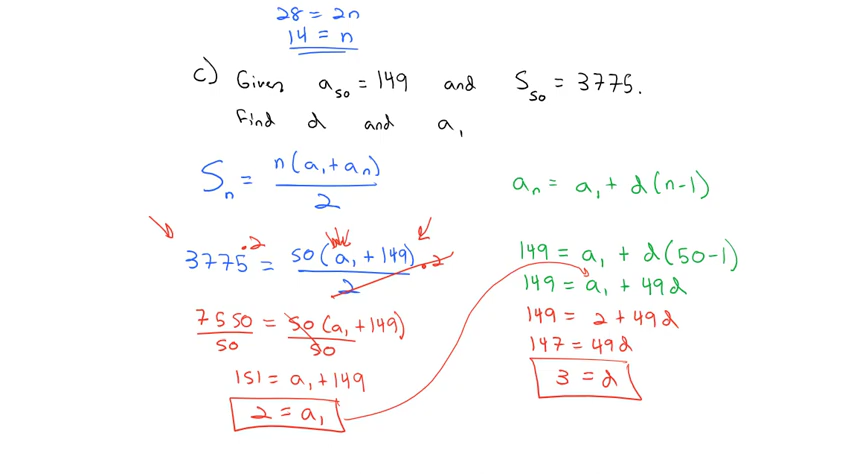 28 = 2n
14 = n
c) Given a₅₀ = 149 and S₅₀ = 3775.
Find d and a₁
Sₙ = n(a₁ + aₙ) / 2
3775 · 2 = 50(a₁ + 149) / 2 · 2
7550 / 50 = 50(a₁ + 149) / 50
151 = a₁ + 149
2 = a₁
aₙ = a₁ + d(n-1)
149 = a₁ + d(50-1)
149 = a₁ + 49d
149 = 2 + 49d
147 = 49d
3 = d